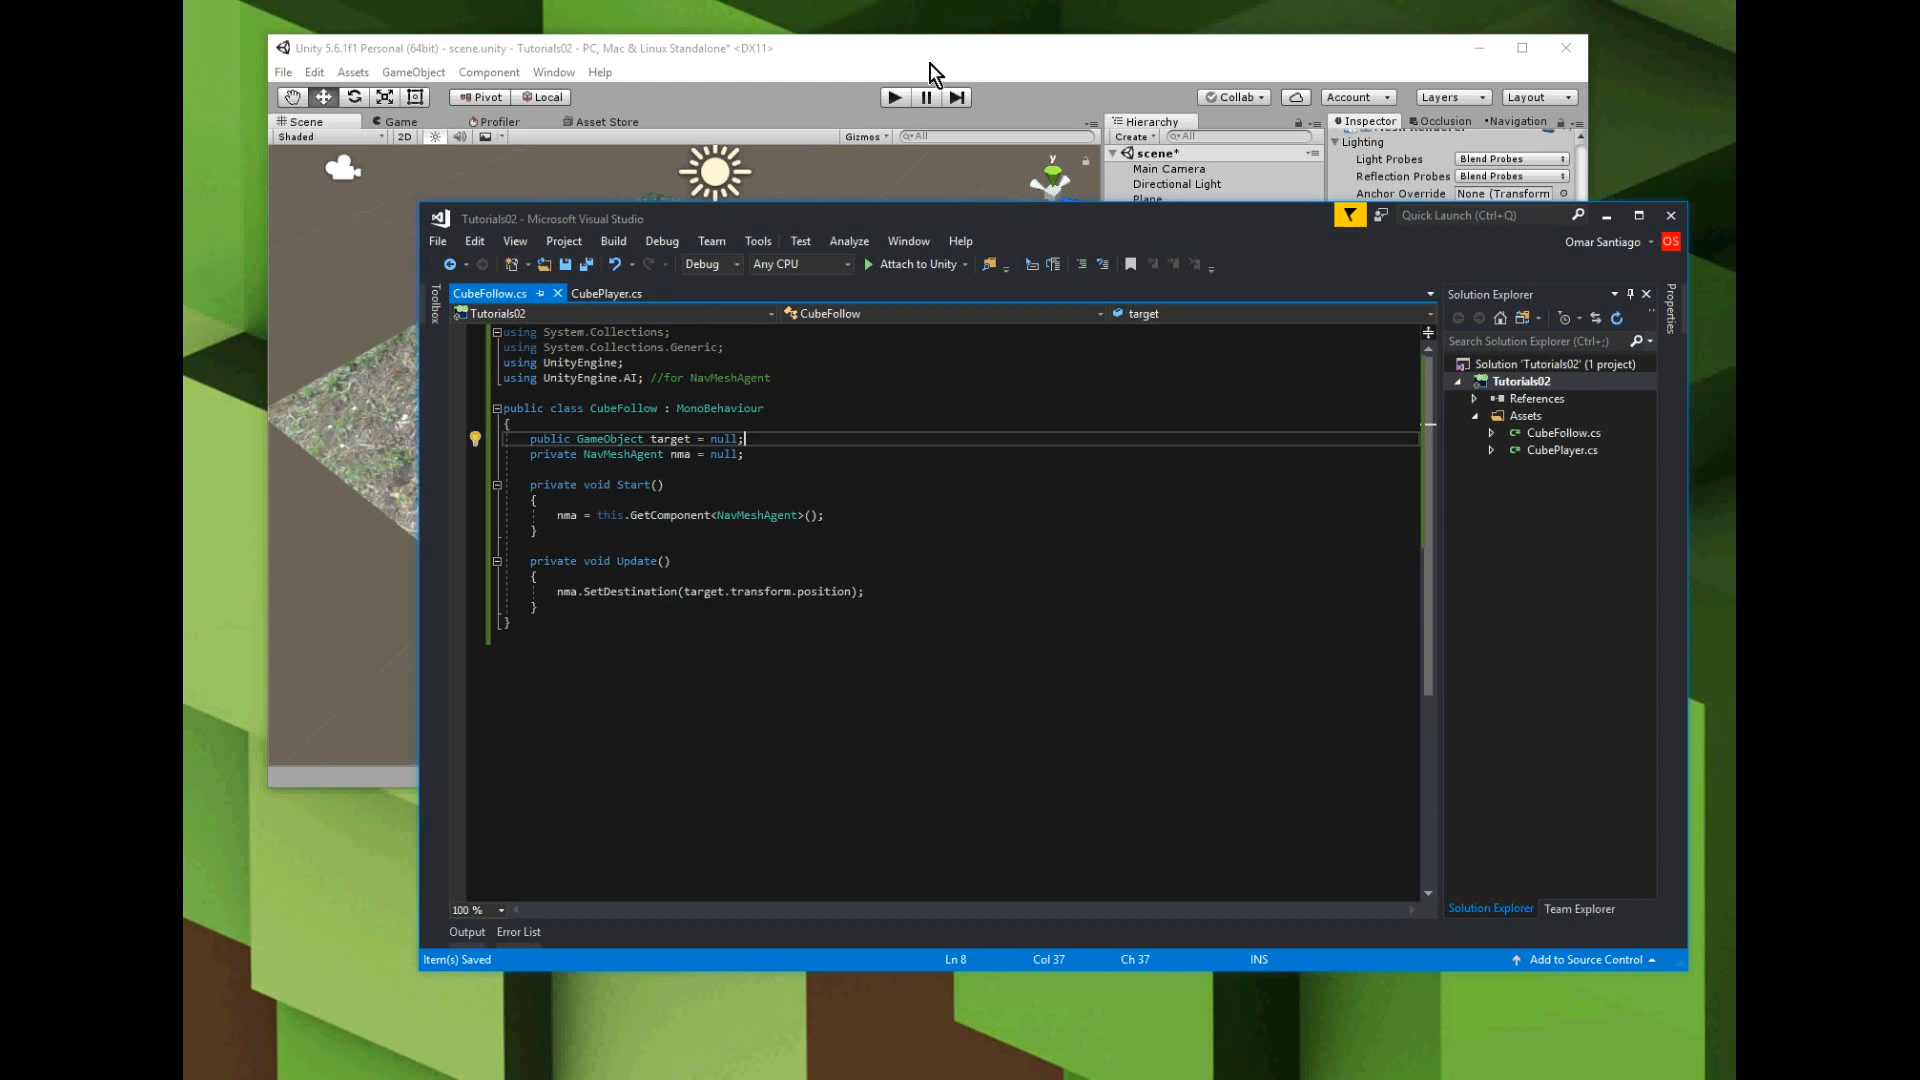 Unity 5.6.1f1 Personal (64bit) - scene.unity - Tutorials02 - PC, Mac & Linux Standalone* <DX11>
File Edit Assets GameObject Component Window Help
Pivot Local Collab Account Layers Layout
Scene Game Profiler Asset Store Hierarchy Inspector Occlusion Navigation
Shaded 2D Gizmos All Create All
Lighting
scene*
Light Probes Blend Probes
Main Camera
Reflection Probes Blend Probes
Directional Light
Anchor Override None (Transform
Plane
y
Tutorials02 - Microsoft Visual Studio
Quick Launch (Ctrl+Q)
File Edit View Project Build Debug Team Tools Test Analyze Window Help
Omar Santiago OS
Debug Any CPU Attach to Unity
Toolbox
CubeFollow.cs CubePlayer.cs
Tutorials02 CubeFollow target
using System.Collections;
using System.Collections.Generic;
using UnityEngine;
using UnityEngine.AI; //for NavMeshAgent
public class CubeFollow : MonoBehaviour
{
public GameObject target = null;
private NavMeshAgent nma = null;
private void Start()
{
nma = this.GetComponent<NavMeshAgent>();
}
private void Update()
{
nma.SetDestination(target.transform.position);
}
}
Solution Explorer
Properties
Search Solution Explorer (Ctrl+;)
Solution 'Tutorials02' (1 project)
Tutorials02
References
Assets
C# CubeFollow.cs
C# CubePlayer.cs
100 %
Solution Explorer Team Explorer
Output Error List
Item(s) Saved Ln 8 Col 37 Ch 37 INS Add to Source Control